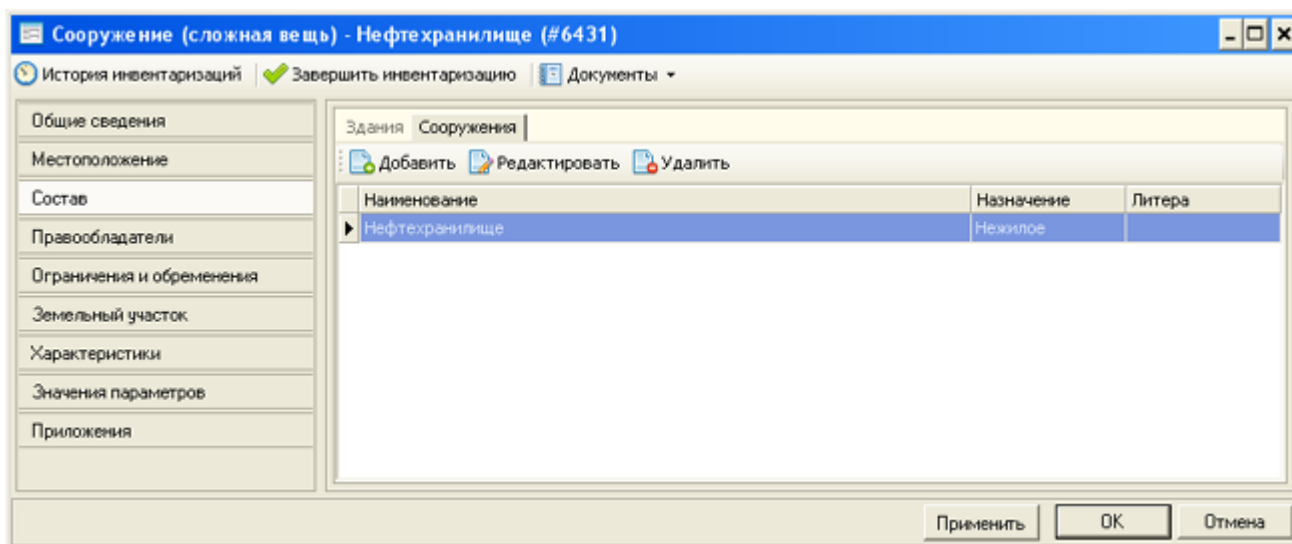 Сооружение (сложная вещь) - Нефтехранилище (#6431)
История инвентаризаций Завершить инвентаризацию Документы
Общие сведения
Местоположение
Состав
Правообладатели
Ограничения и обременения
Земельный участок
Характеристики
Значения параметров
Приложения
Здания Сооружения
Добавить Редактировать Удалить
Наименование Назначение Литера
Нефтехранилище Нежилое
Применить OK Отмена